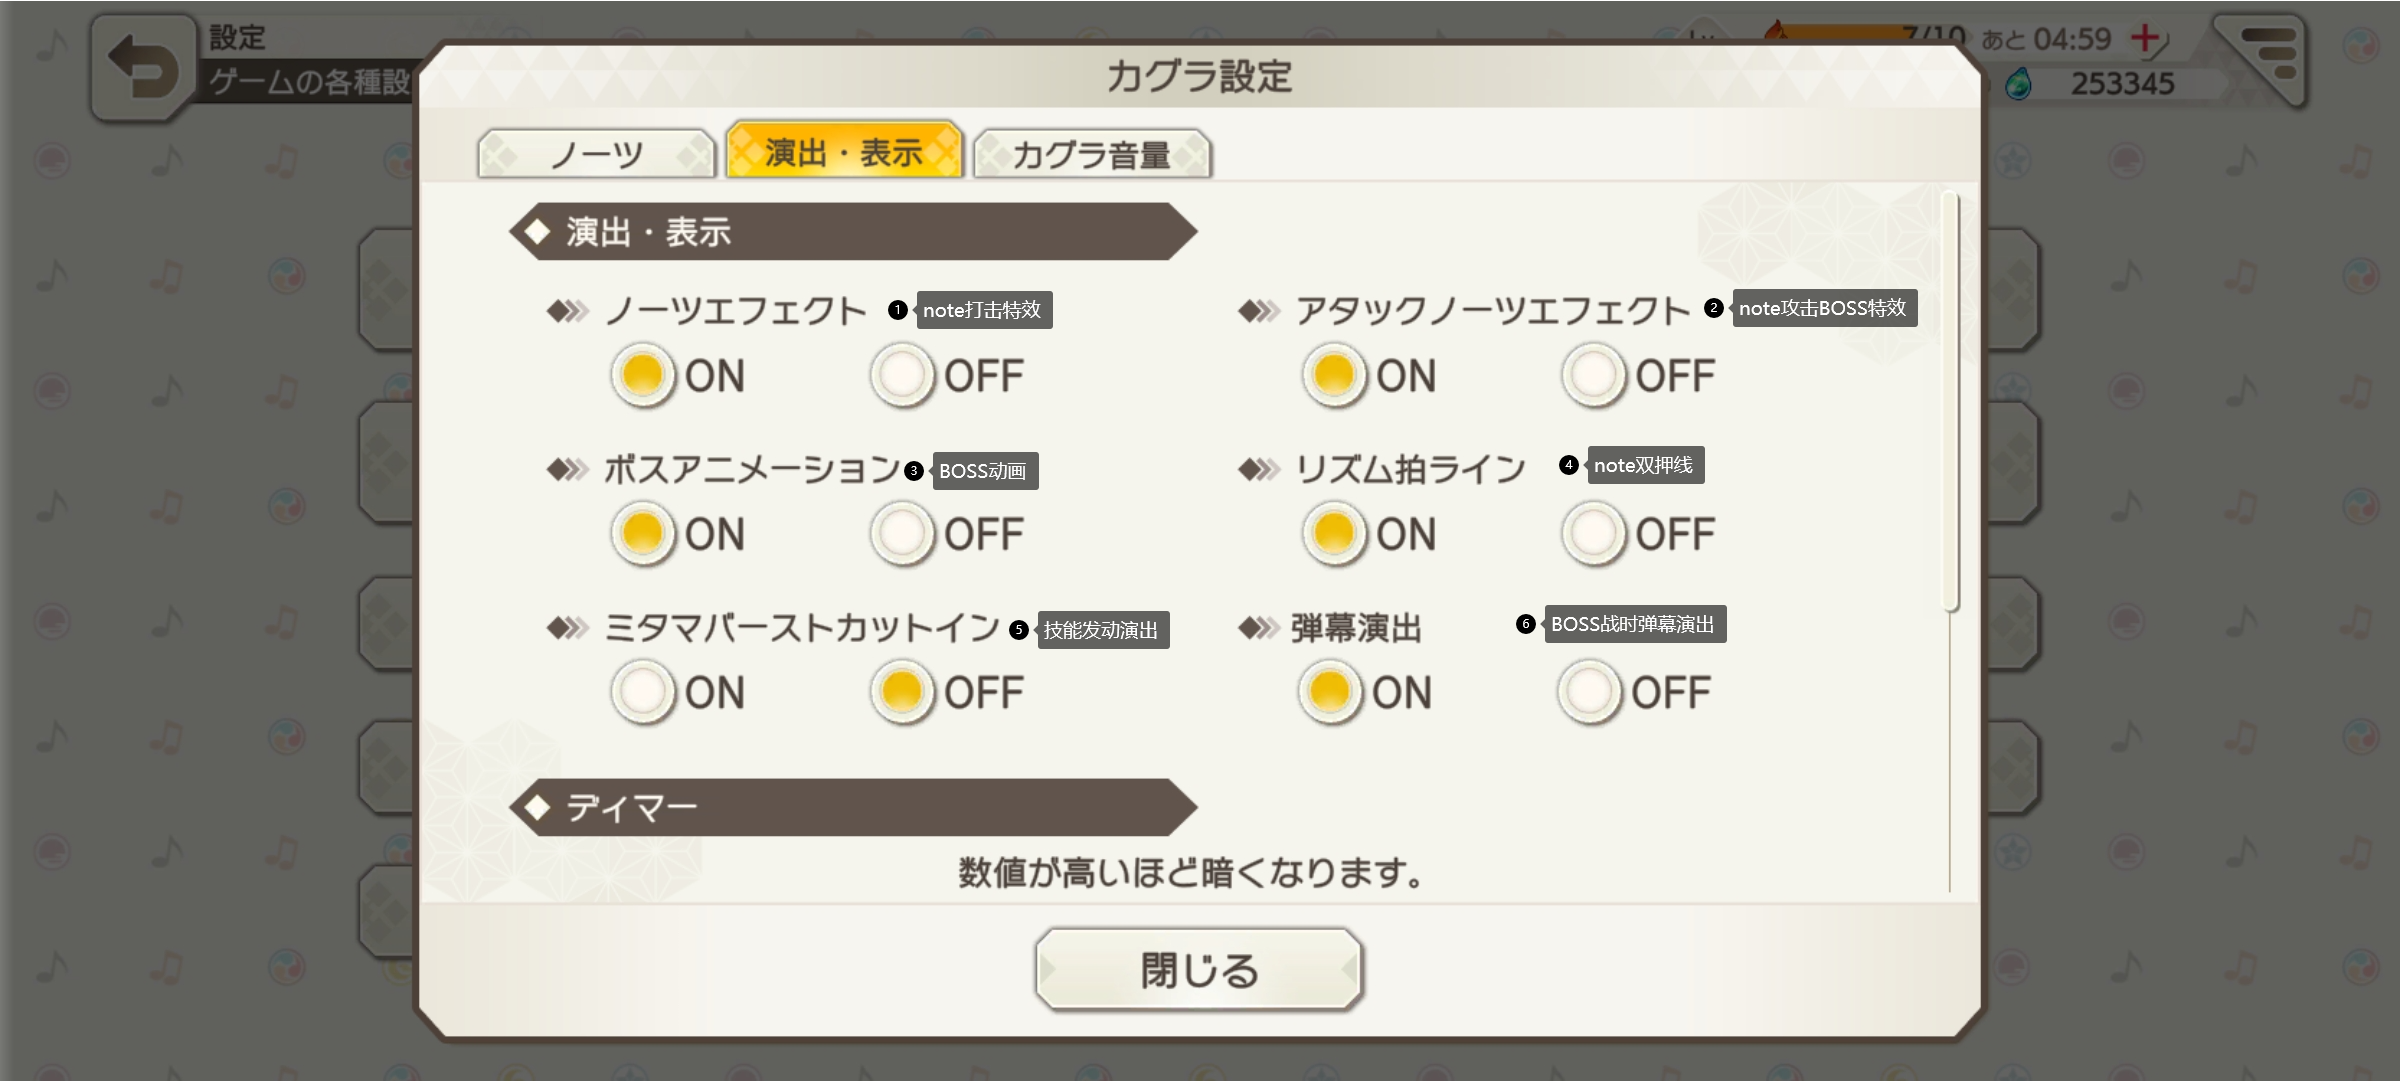 設定
ゲームの各種設
7/10 あと 04:59
253345
カグラ設定
ノーツ
演出・表示
カグラ音量
演出・表示
ノーツエフェクト
1 note打击特效
ON OFF
アタックノーツエフェクト
2 note攻击BOSS特效
ON OFF
ボスアニメーション
3 BOSS动画
ON OFF
リズム拍ライン
4 note双押线
ON OFF
ミタマバーストカットイン
5 技能发动演出
ON OFF
弾幕演出
6 BOSS战时弹幕演出
ON OFF
ディマー
数値が高いほど暗くなります。
閉じる